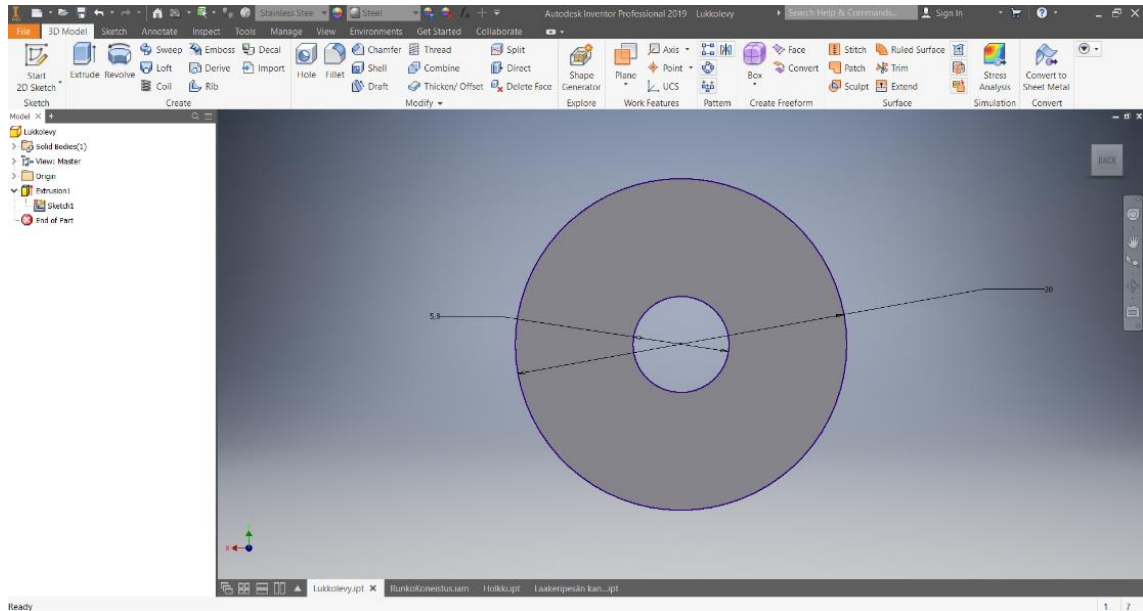 Stainless Stee Steel Autodesk Inventor Professional 2019 Lukkolevy Search Help & Commands... Sign In
File 3D Model Sketch Annotate Inspect Tools Manage View Environments Get Started Collaborate
Start 2D Sketch Extrude Revolve Sweep Emboss Decal Loft Derive Import Coil Rib Hole Fillet Chamfer Thread Split Shell Combine Direct Draft Thicken/ Offset Delete Face Shape Generator Plane Axis Point UCS Box Face Convert Stitch Ruled Surface Patch Trim Sculpt Extend Stress Analysis Convert to Sheet Metal
Sketch Create Modify Explore Work Features Pattern Create Freeform Surface Simulation Convert
Model
Lukkolevy
Solid Bodies(1)
View: Master
Origin
Extrusion1
Sketch1
End of Part
BACK
20
5,8
X
Lukkolevy.ipt RunkoKoneistus.iam Holkki.ipt Laakeripesän kan...ipt
Ready 1 7